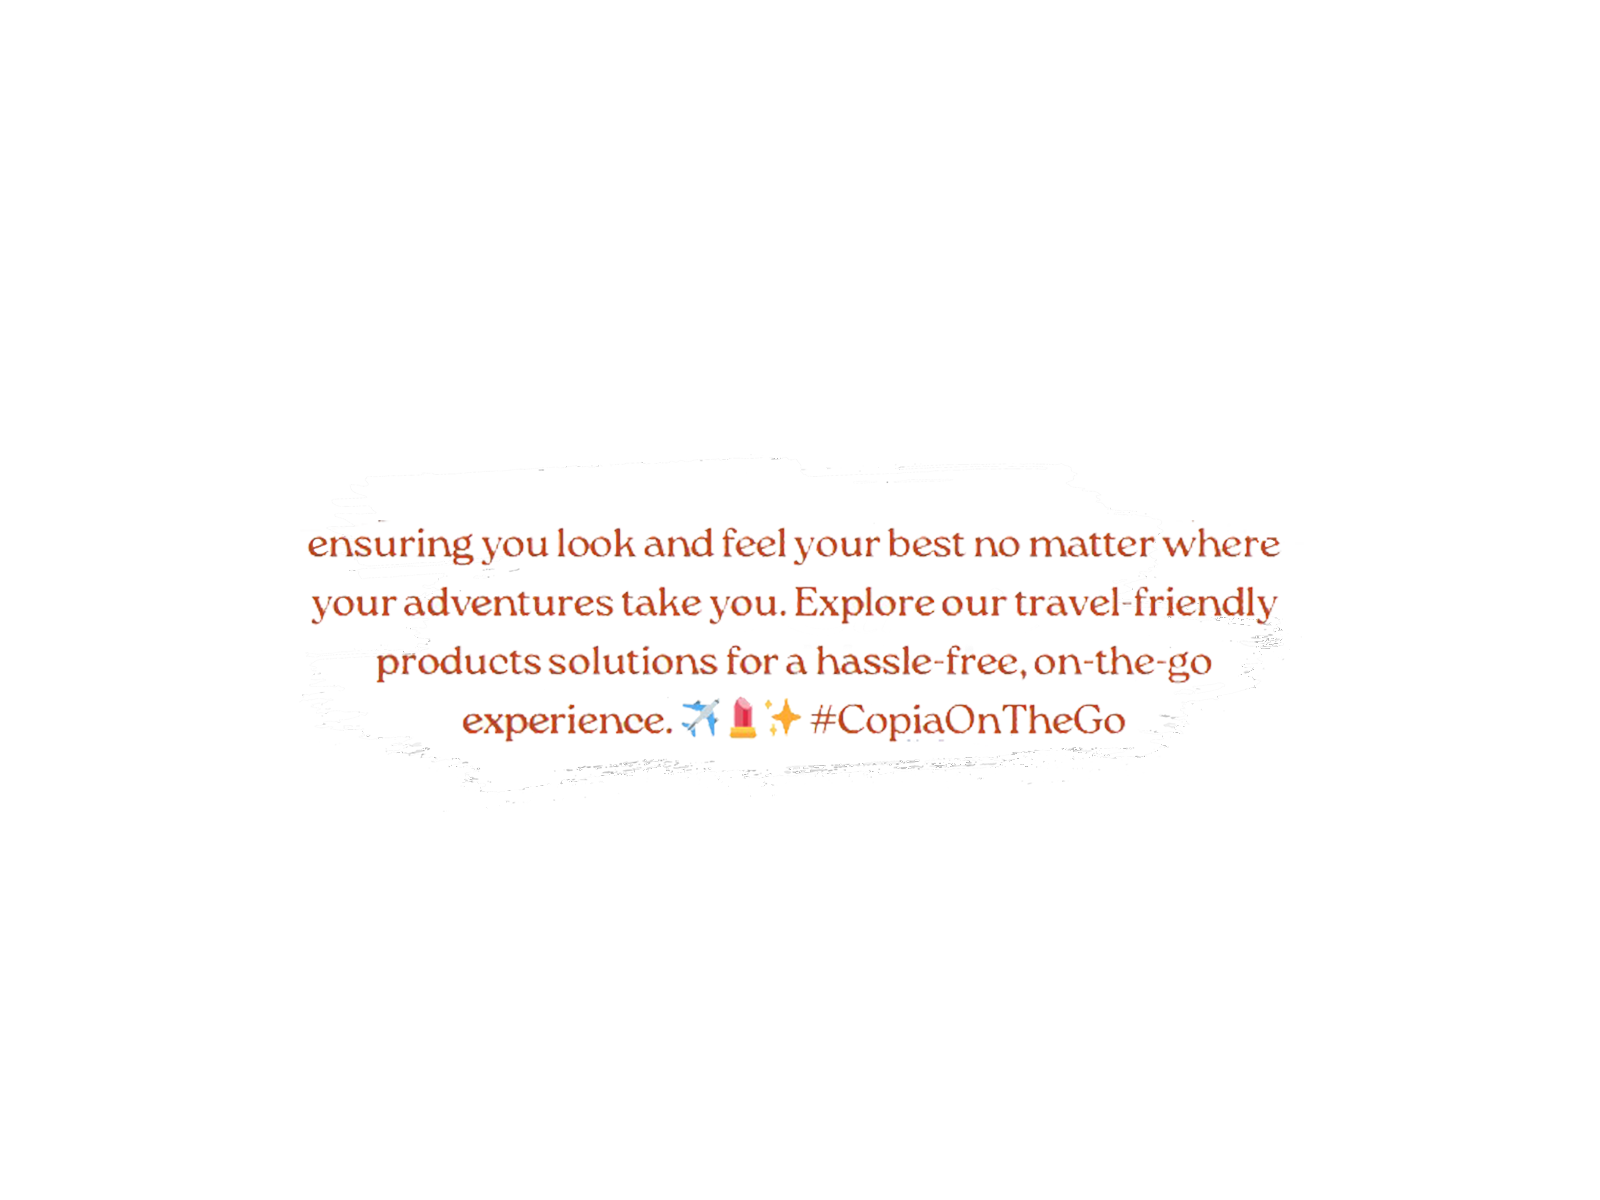 ensuring you look and feel your best no matter where
your adventures take you. Explore our travel-friendly
products solutions for a hassle-free, on-the-go
experience. ✈️💄✨ #CopiaOnTheGo